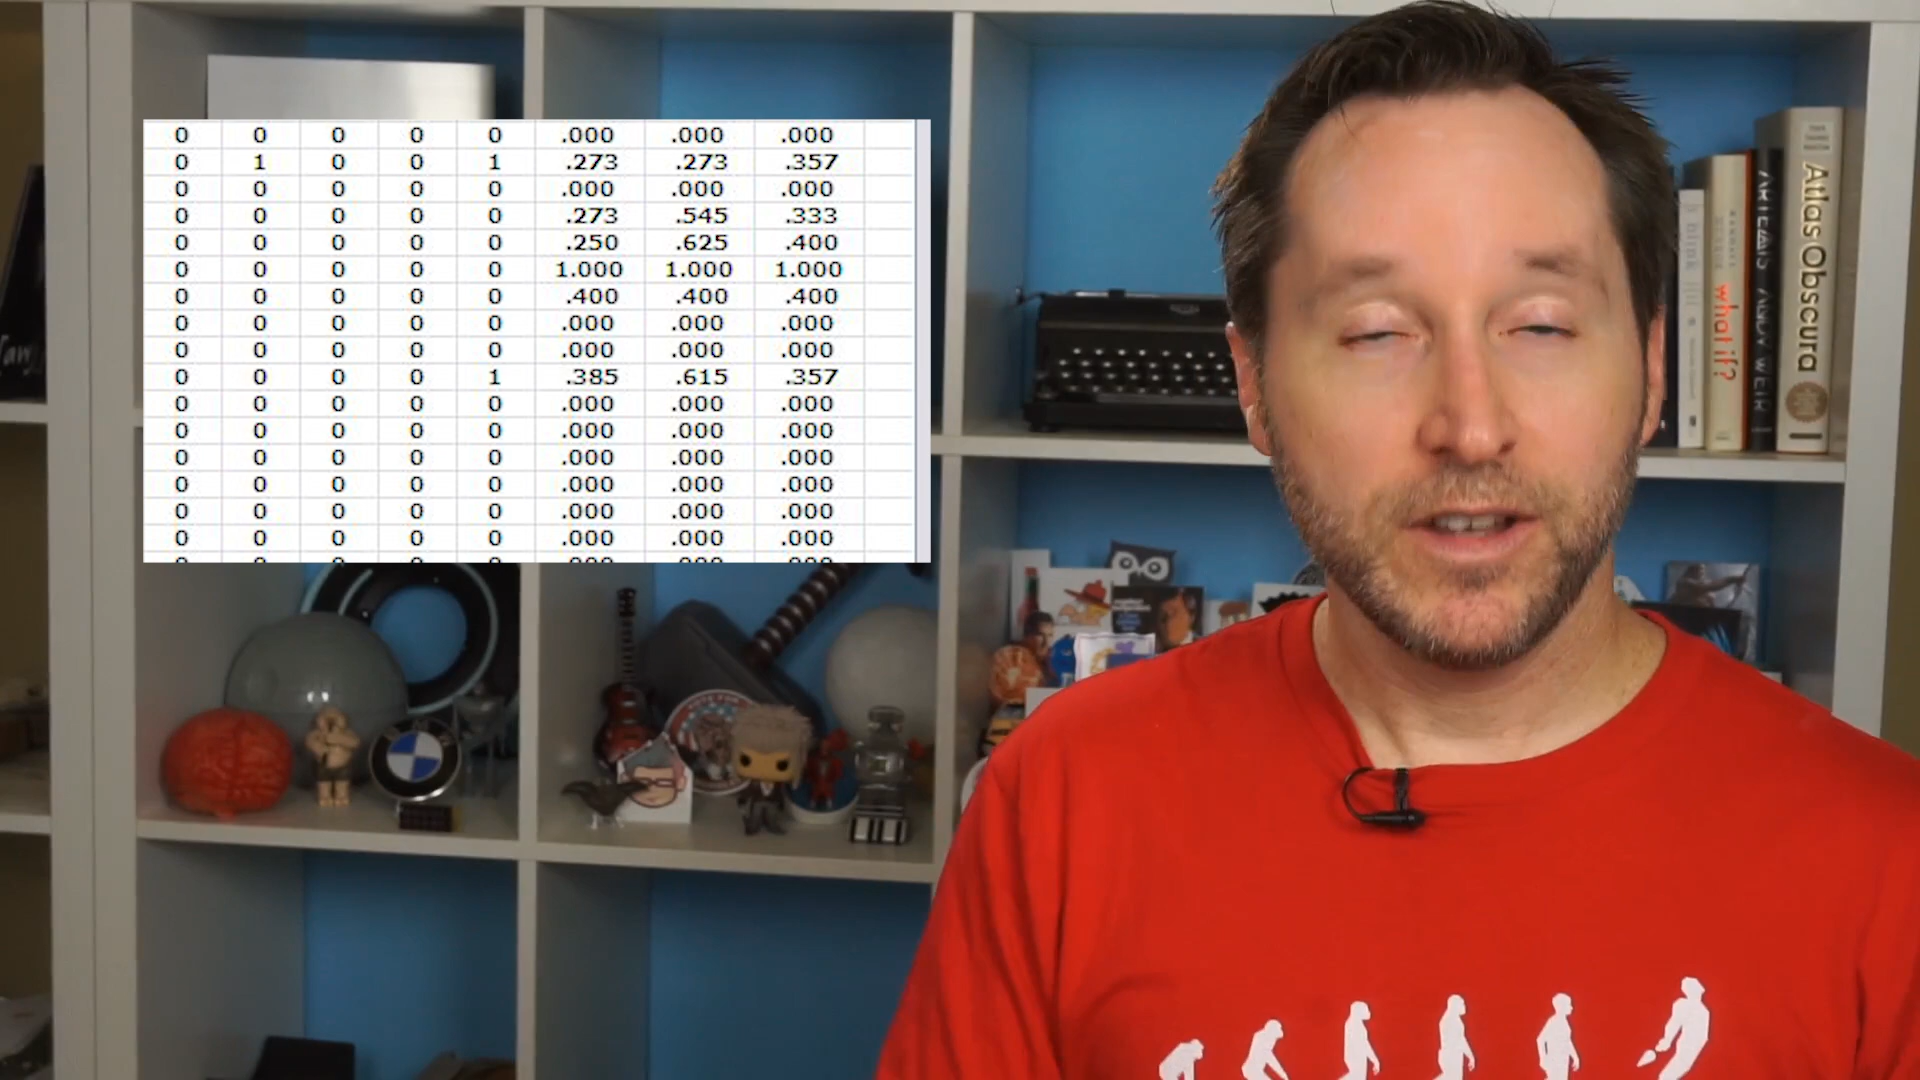 0 0 0 0 0 .000 .000 .000
0 1 0 0 1 .273 .273 .357
0 0 0 0 0 .000 .000 .000
0 0 0 0 0 .273 .545 .333
0 0 0 0 0 .250 .625 .400
0 0 0 0 0 1.000 1.000 1.000
0 0 0 0 0 .400 .400 .400
0 0 0 0 0 .000 .000 .000
0 0 0 0 0 .000 .000 .000
0 0 0 0 1 .385 .615 .357
0 0 0 0 0 .000 .000 .000
0 0 0 0 0 .000 .000 .000
0 0 0 0 0 .000 .000 .000
0 0 0 0 0 .000 .000 .000
0 0 0 0 0 .000 .000 .000
0 0 0 0 0 .000 .000 .000
blink
what if?
ARTEMIS ANDY WEIR
Atlas Obscura